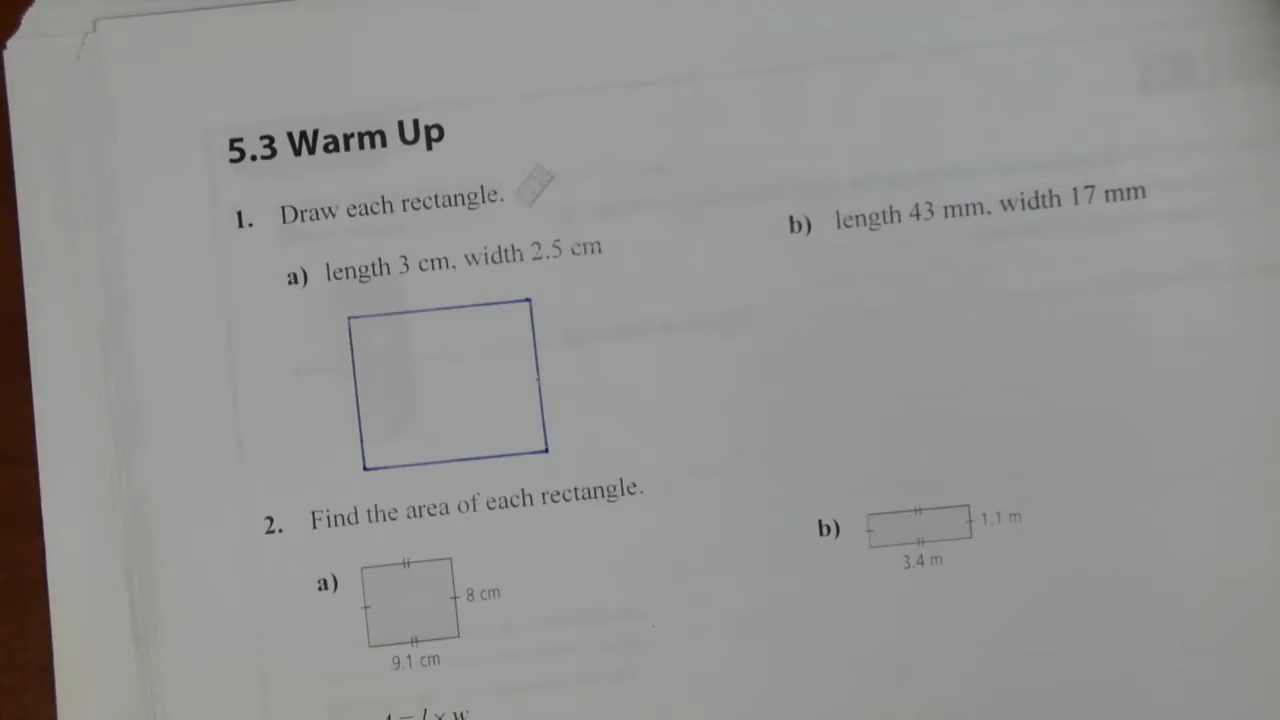 5.3 Warm Up
1. Draw each rectangle.
a) length 3 cm, width 2.5 cm
b) length 43 mm, width 17 mm
2. Find the area of each rectangle.
a)
8 cm
9.1 cm
b)
1.1 m
3.4 m
A = l × w